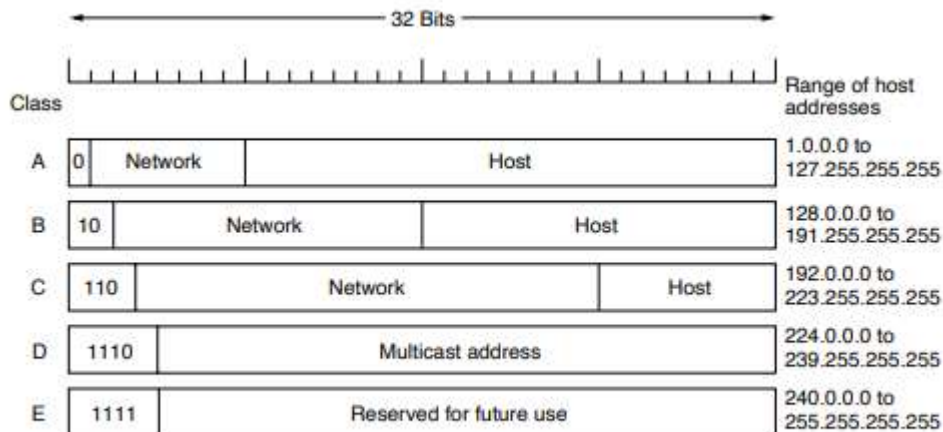 32 Bits
Class
Range of host
addresses
A 0 Network Host 1.0.0.0 to
127.255.255.255
B 10 Network Host 128.0.0.0 to
191.255.255.255
C 110 Network Host 192.0.0.0 to
223.255.255.255
D 1110 Multicast address 224.0.0.0 to
239.255.255.255
E 1111 Reserved for future use 240.0.0.0 to
255.255.255.255